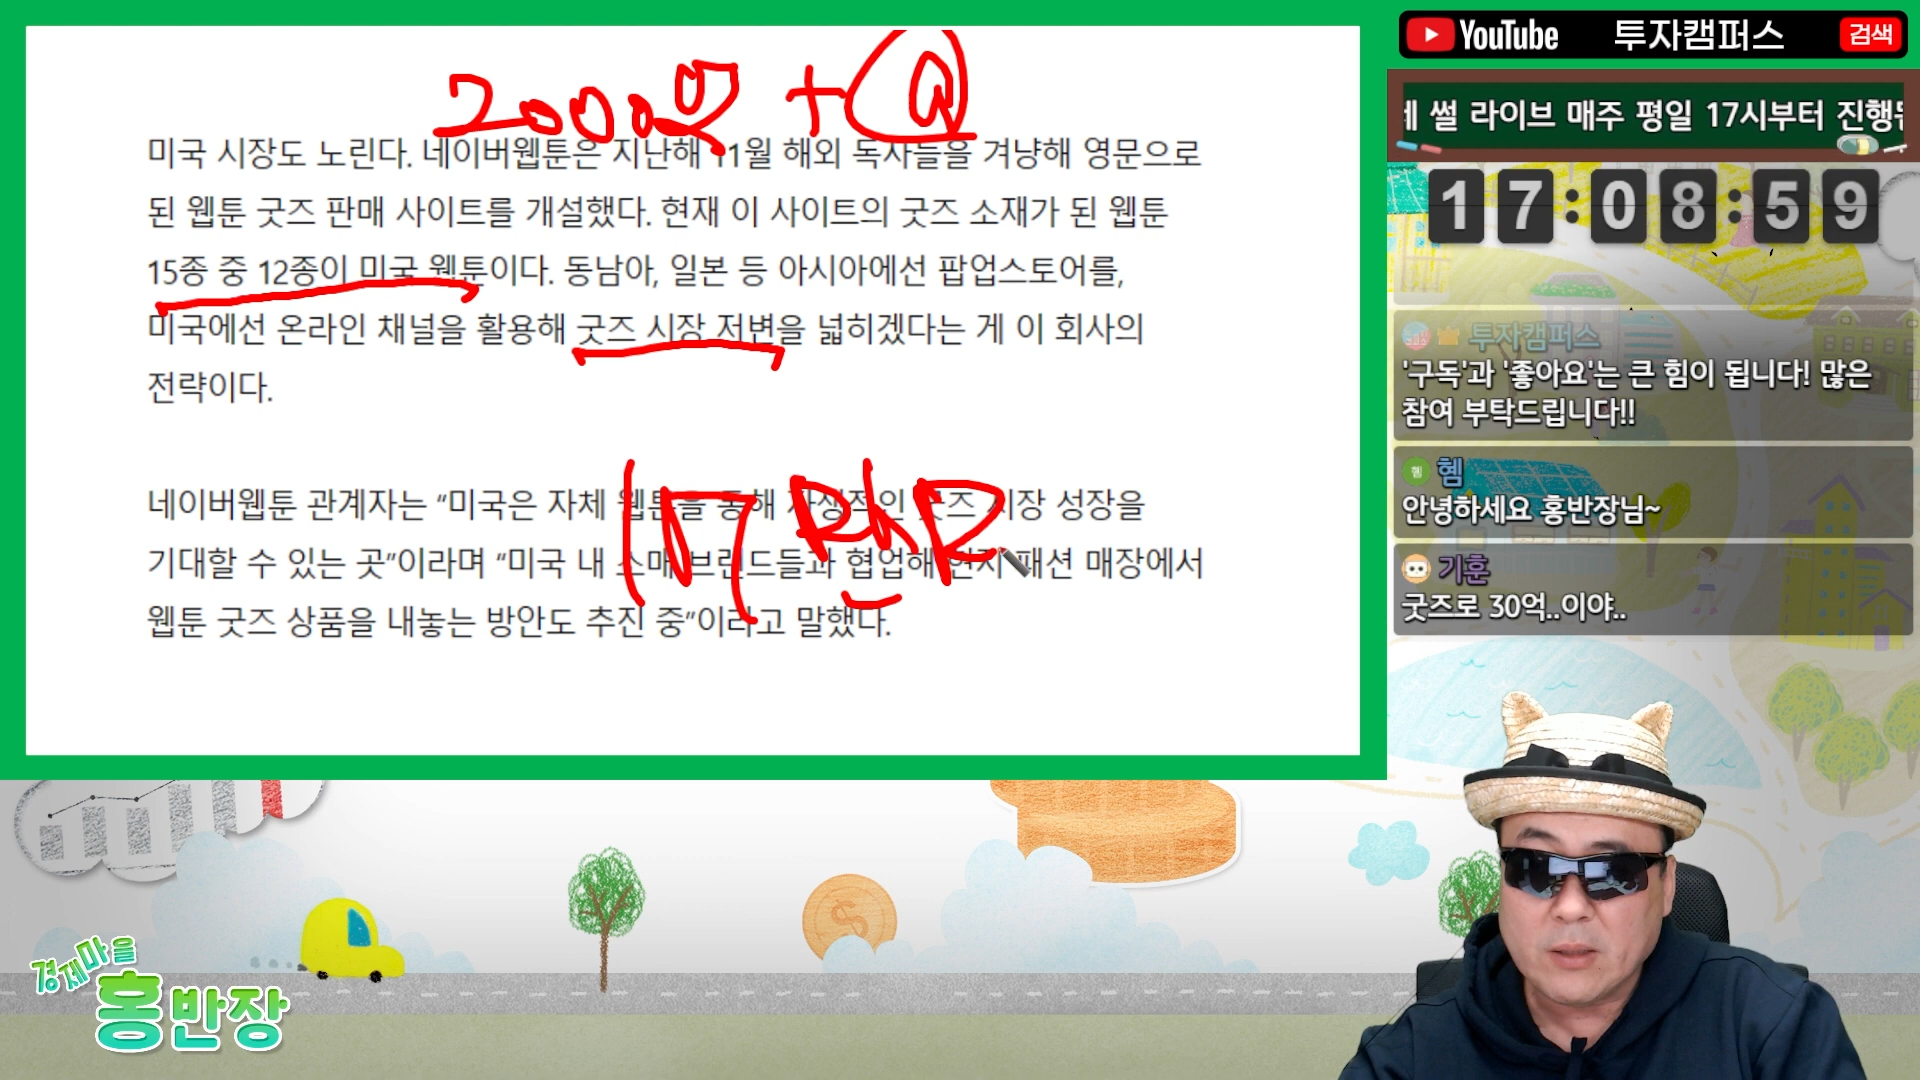 2000억 + @
미국 시장도 노린다. 네이버웹툰은 지난해 11월 해외 독자들을 겨냥해 영문으로
된 웹툰 굿즈 판매 사이트를 개설했다. 현재 이 사이트의 굿즈 소재가 된 웹툰
15종 중 12종이 미국 웹툰이다. 동남아, 일본 등 아시아에선 팝업스토어를,
미국에선 온라인 채널을 활용해 굿즈 시장 저변을 넓히겠다는 게 이 회사의
전략이다.
네이버웹툰 관계자는 “미국은 자체 웹툰을 통해 자생적인 굿즈 시장 성장을
기대할 수 있는 곳”이라며 “미국 내 소매 브랜드들과 협업해 현지 패션 매장에서
웹툰 굿즈 상품을 내놓는 방안도 추진 중”이라고 말했다.
YouTube 투자캠퍼스 검색
썰 라이브 매주 평일 17시부터
17:08:59
투자캠퍼스
'구독'과 '좋아요'는 큰 힘이 됩니다! 많은
참여 부탁드립니다!!
혬
안녕하세요 홍반장님~
기훈
굿즈로 30억..이야..
경제마을
홍반장